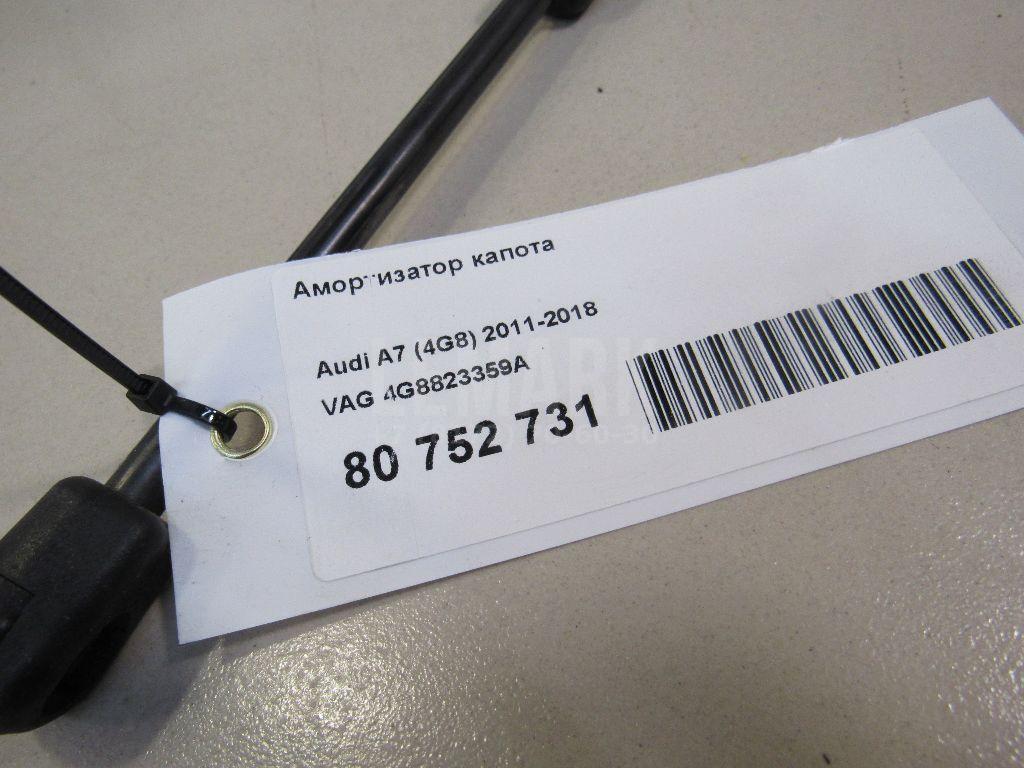 Амортизатор капота
Audi A7 (4G8) 2011-2018
VAG 4G8823359A
80 752 731